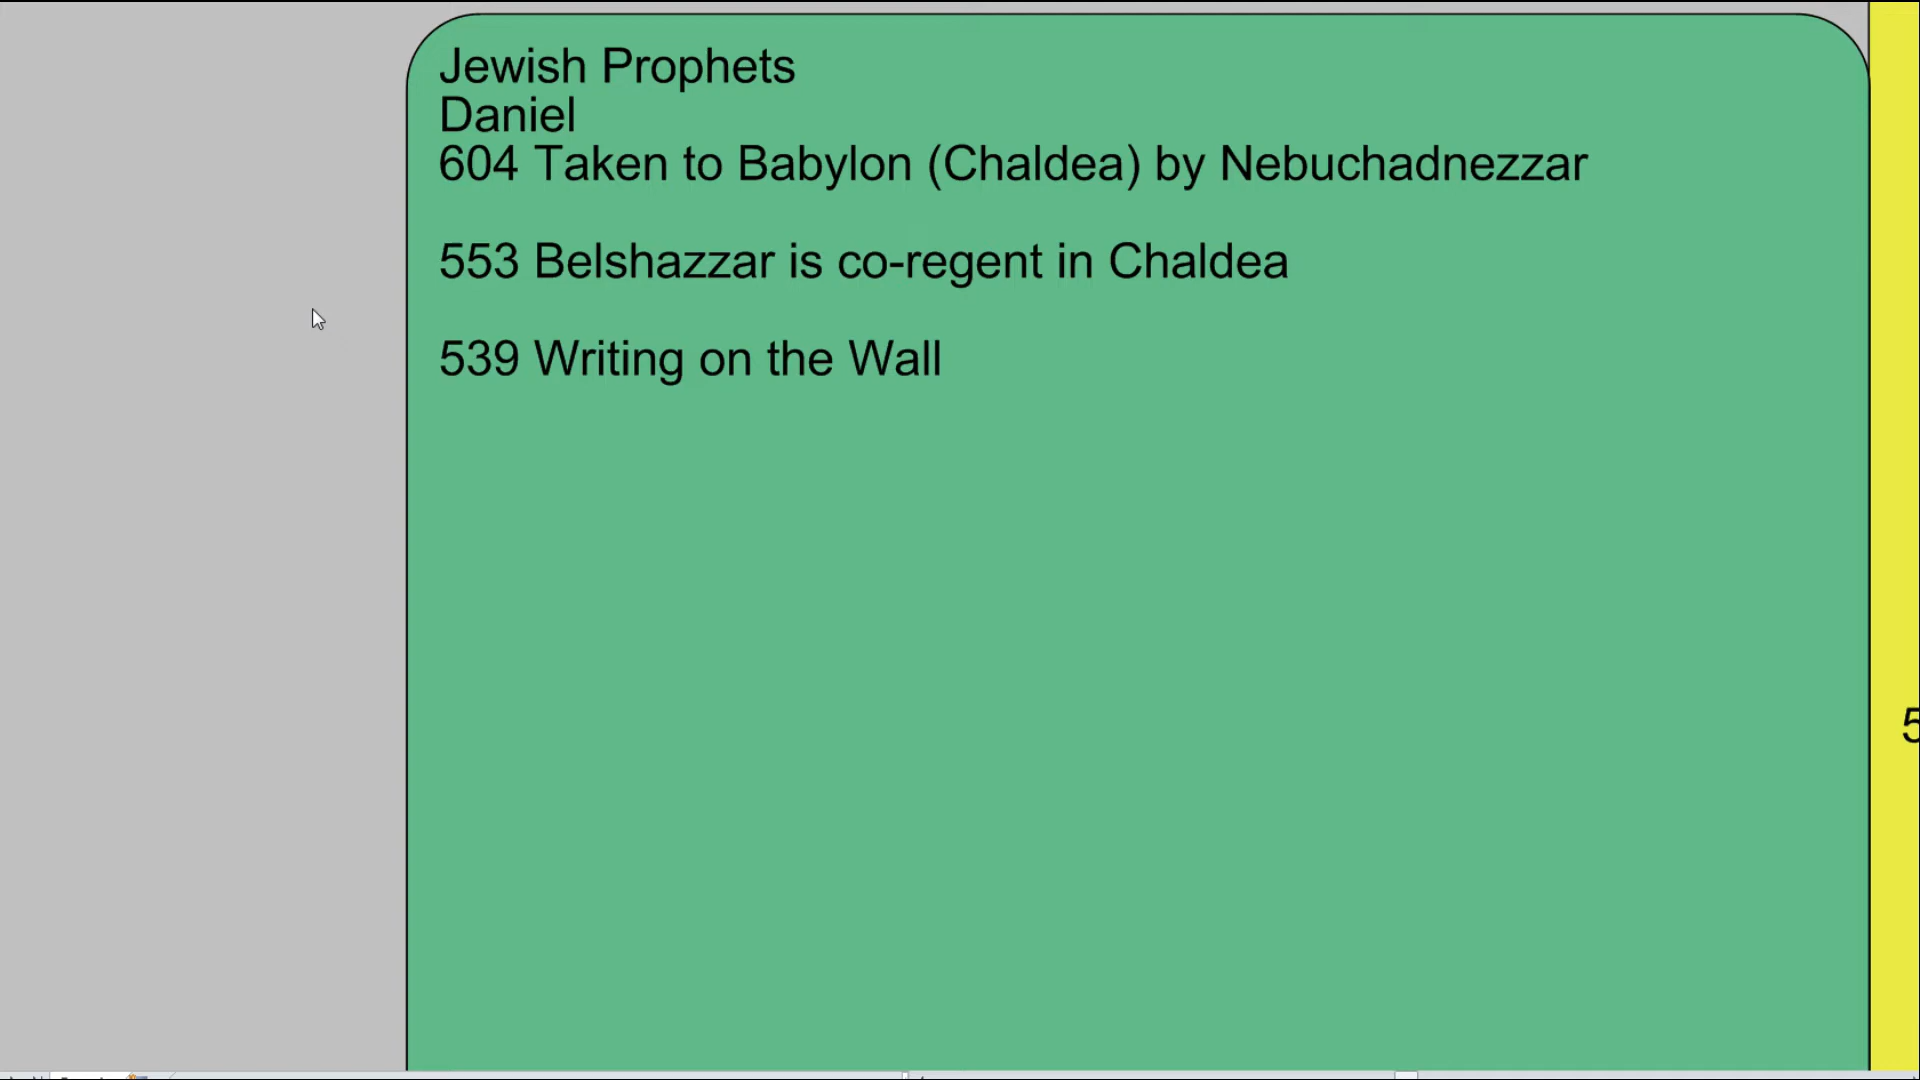 Jewish Prophets
Daniel
604 Taken to Babylon (Chaldea) by Nebuchadnezzar
553 Belshazzar is co-regent in Chaldea
539 Writing on the Wall
5